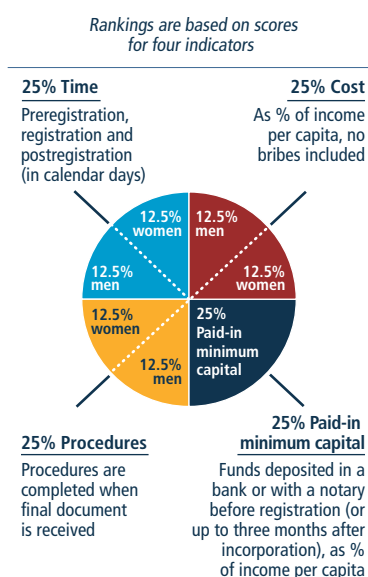 Rankings are based on scores
for four indicators
25% Time
Preregistration,
registration and
postregistration
(in calendar days)
25% Cost
As % of income
per capita, no
bribes included
12.5%
women
12.5%
men
12.5%
men
12.5%
women
12.5%
women
12.5%
men
25%
Paid-in
minimum
capital
25% Procedures
Procedures are
completed when
final document
is received
25% Paid-in
minimum capital
Funds deposited in a
bank or with a notary
before registration (or
up to three months after
incorporation), as %
of income per capita